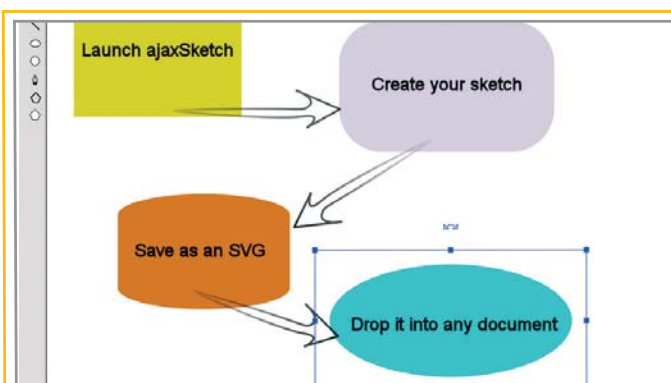 Launch ajaxSketch
Create your sketch
Save as an SVG
Drop it into any document